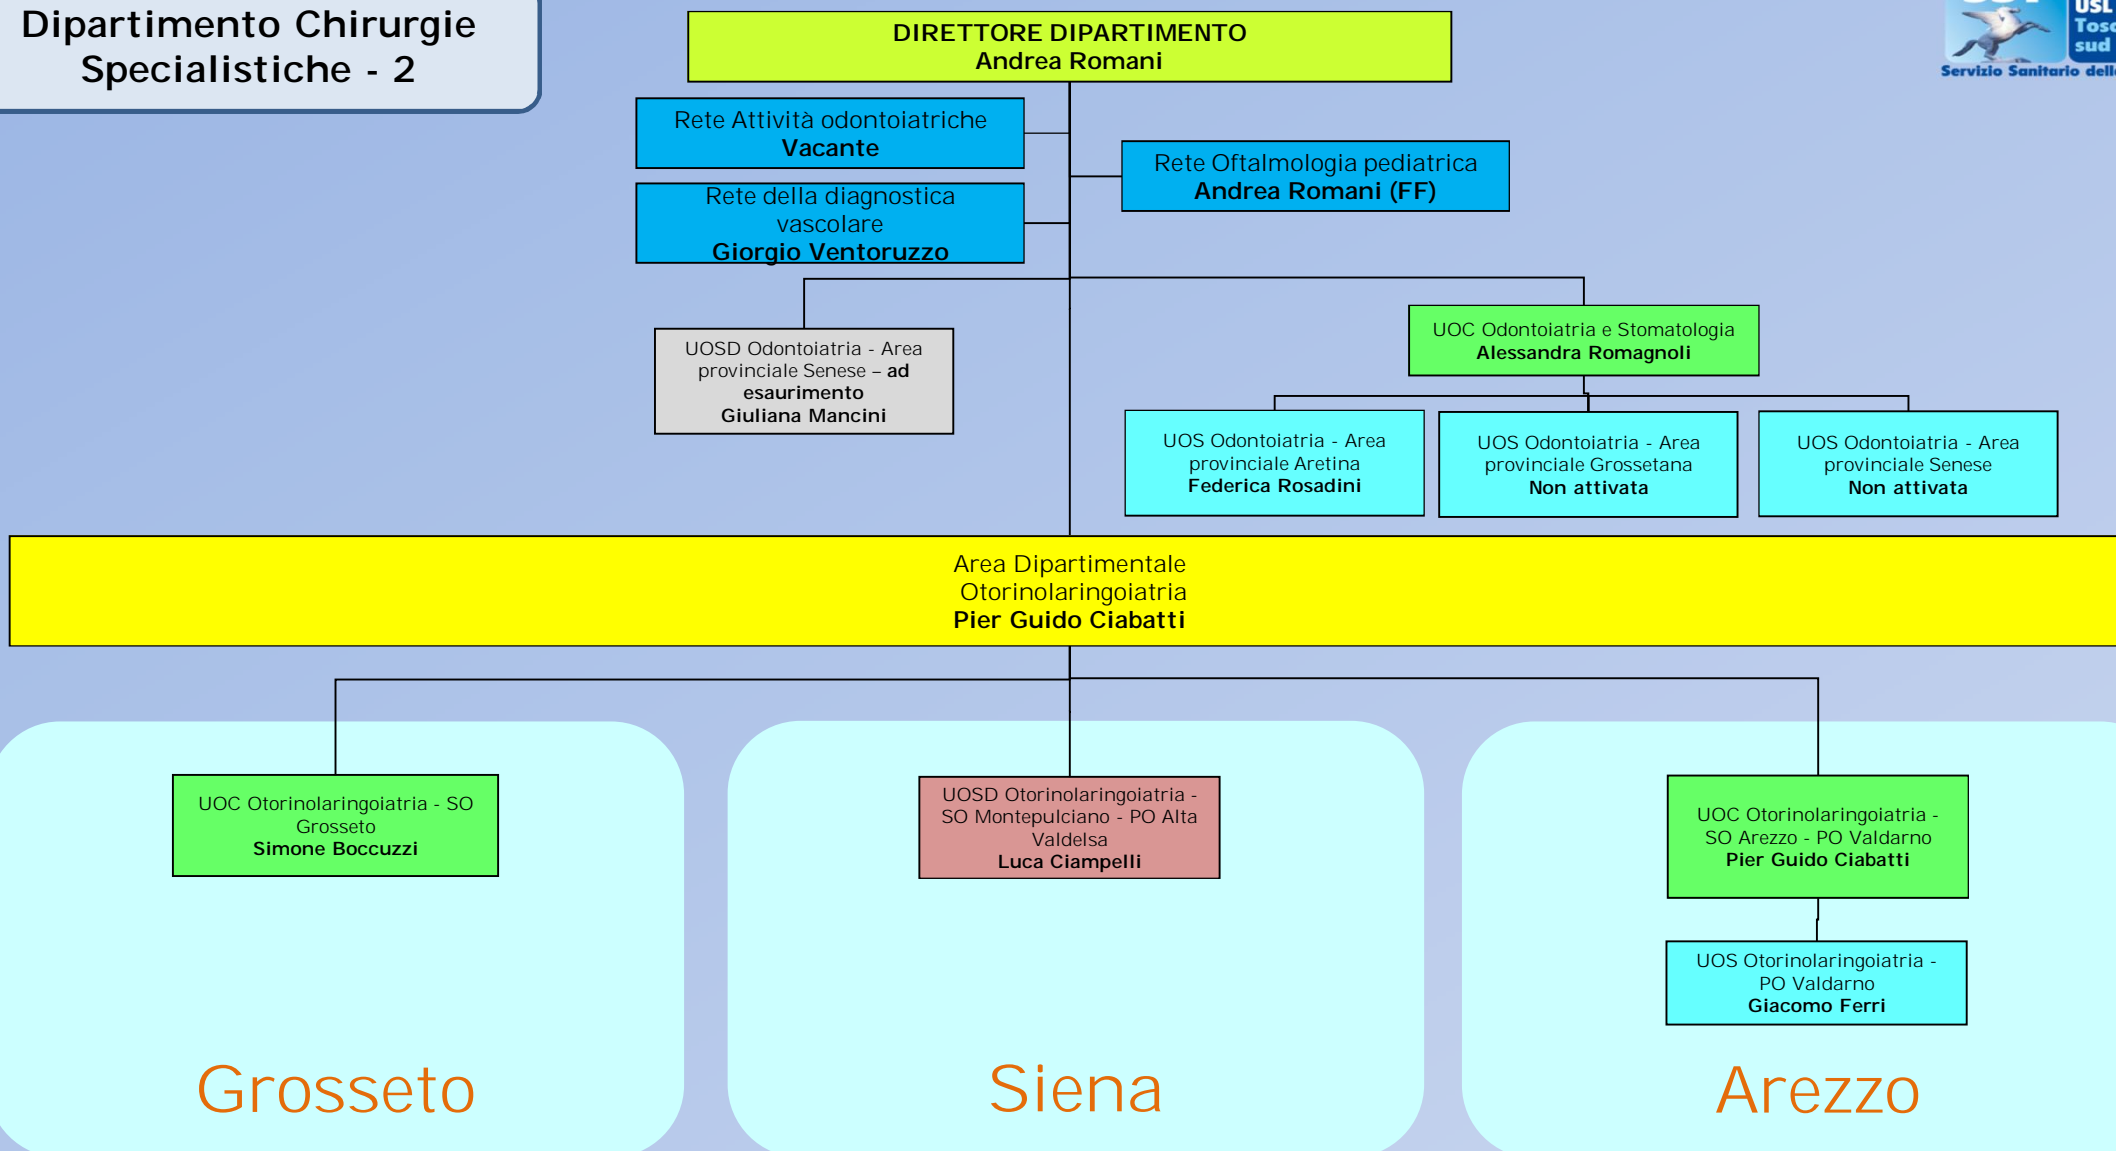 Dipartimento Chirurgie
Specialistiche - 2
DIRETTORE DIPARTIMENTO
Andrea Romani
USL
sud
Servizio Sanitario
Rete Attività odontoiatriche
Vacante
Rete Oftalmologia pediatrica
Andrea Romani (FF)
Rete della diagnostica
vascolare
Giorgio Ventoruzzo
UOSD Odontoiatria - Area
provinciale Senese – ad
esaurimento
Giuliana Mancini
UOC Odontoiatria e Stomatologia
Alessandra Romagnoli
UOS Odontoiatria - Area
provinciale Aretina
Federica Rosadini
UOS Odontoiatria - Area
provinciale Grossetana
Non attivata
UOS Odontoiatria - Area
provinciale Senese
Non attivata
Area Dipartimentale
Otorinolaringoiatria
Pier Guido Ciabatti
UOC Otorinolaringoiatria - SO
Grosseto
Simone Boccuzzi
UOSD Otorinolaringoiatria -
SO Montepulciano - PO Alta
Valdelsa
Luca Ciampelli
UOC Otorinolaringoiatria -
SO Arezzo - PO Valdarno
Pier Guido Ciabatti
UOS Otorinolaringoiatria -
PO Valdarno
Giacomo Ferri
Grosseto
Siena
Arezzo